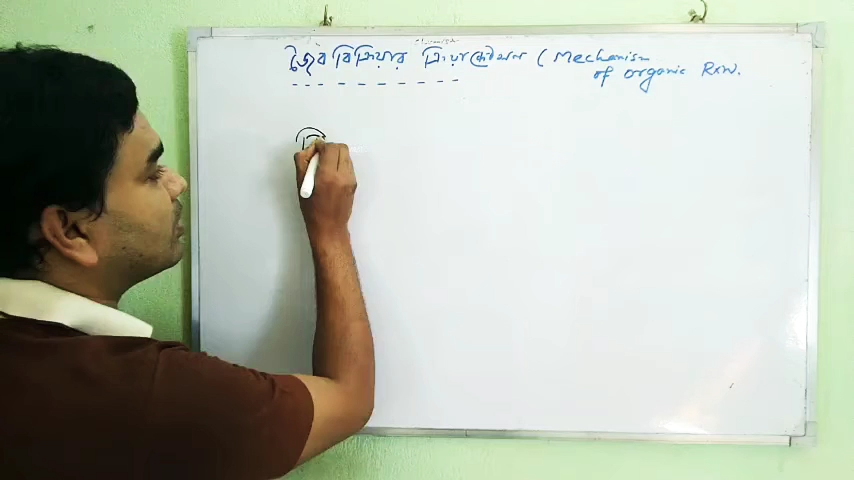 জৈব বিক্রিয়ার ক্রিয়াকৌশল ( Mechanism
of organic Rxn.